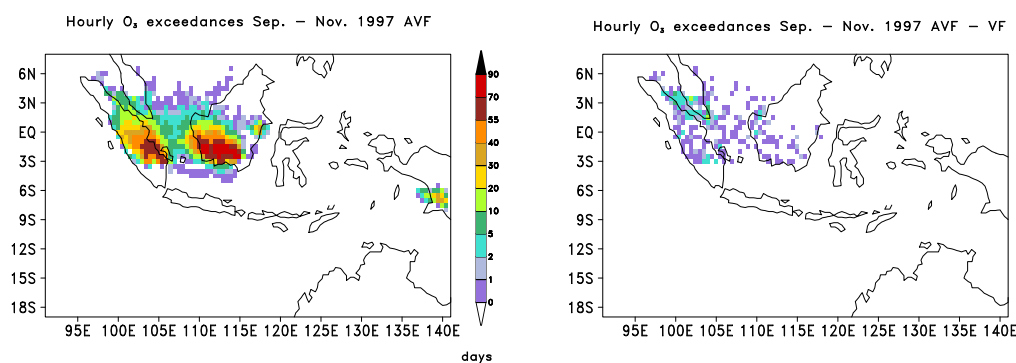 Hourly O₃ exceedances Sep. – Nov. 1997 AVF
Hourly O₃ exceedances Sep. – Nov. 1997 AVF – VF
6N
3N
EQ
3S
6S
9S
12S
15S
18S
95E 100E 105E 110E 115E 120E 125E 130E 135E 140E
90
70
55
40
30
20
10
5
2
1
0
days
6N
3N
EQ
3S
6S
9S
12S
15S
18S
95E 100E 105E 110E 115E 120E 125E 130E 135E 140E